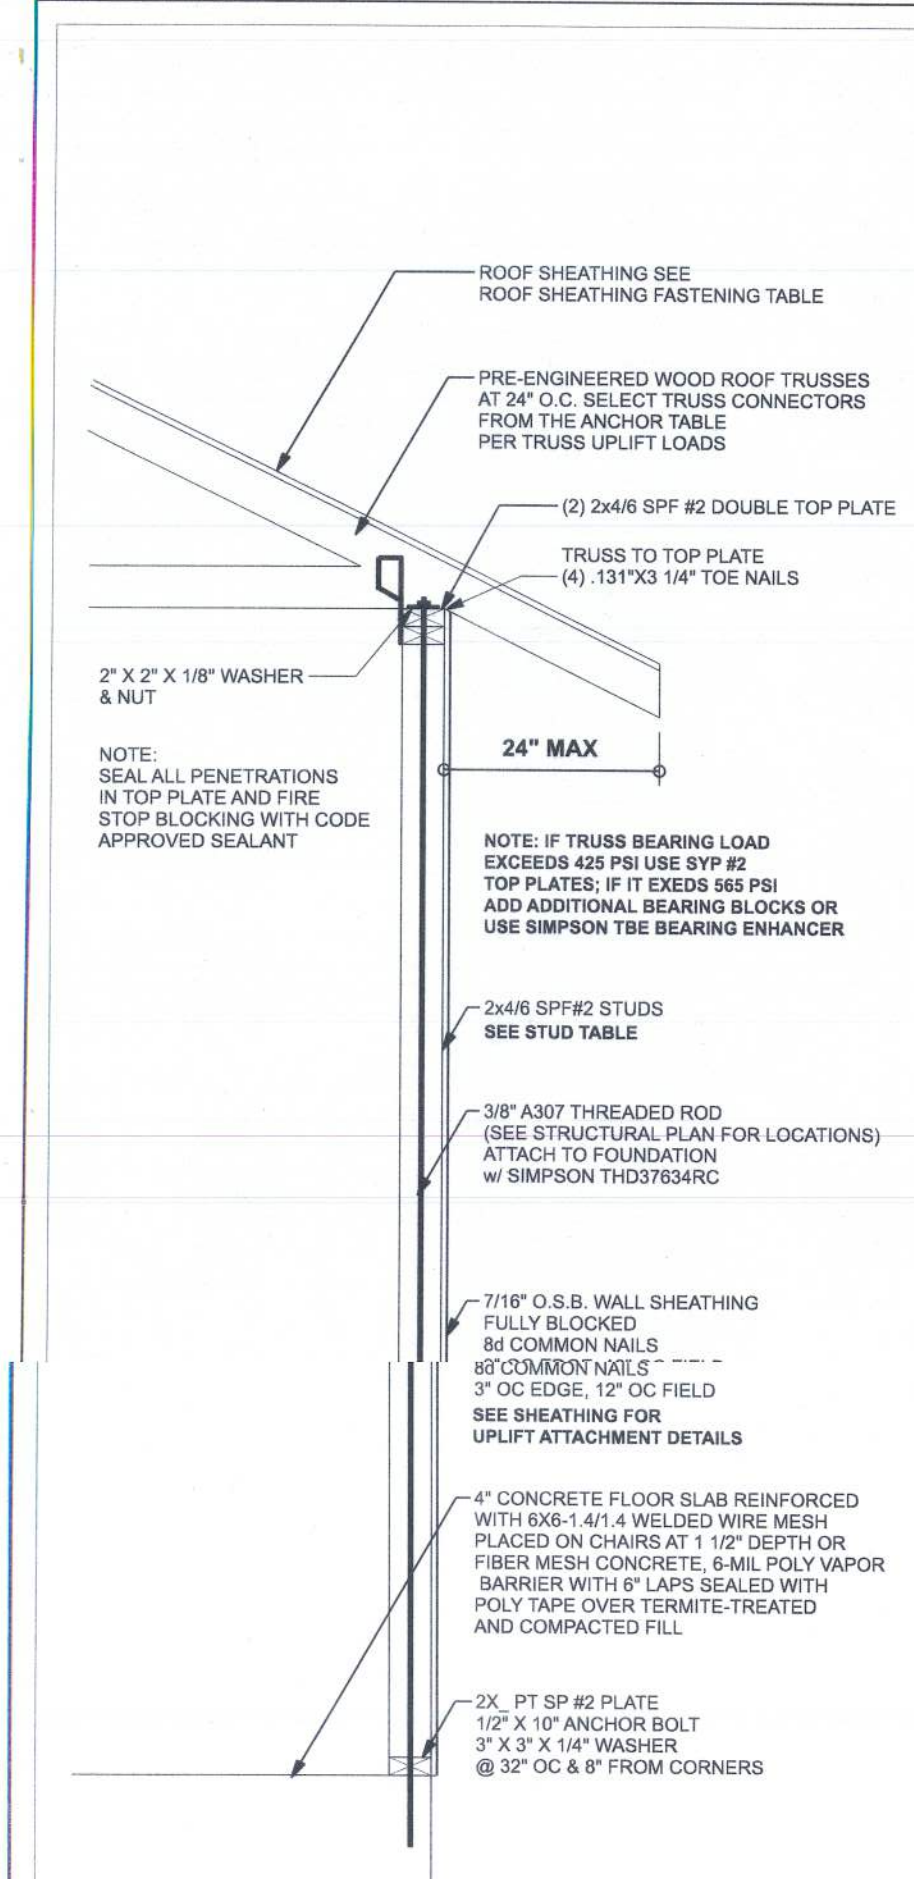 ROOF SHEATHING SEE
ROOF SHEATHING FASTENING TABLE
PRE-ENGINEERED WOOD ROOF TRUSSES
AT 24" O.C. SELECT TRUSS CONNECTORS
FROM THE ANCHOR TABLE
PER TRUSS UPLIFT LOADS
(2) 2x4/6 SPF #2 DOUBLE TOP PLATE
TRUSS TO TOP PLATE
(4) .131"X3 1/4" TOE NAILS
2" X 2" X 1/8" WASHER
& NUT
NOTE:
SEAL ALL PENETRATIONS
IN TOP PLATE AND FIRE
STOP BLOCKING WITH CODE
APPROVED SEALANT
24" MAX
NOTE: IF TRUSS BEARING LOAD
EXCEEDS 425 PSI USE SYP #2
TOP PLATES; IF IT EXEDS 565 PSI
ADD ADDITIONAL BEARING BLOCKS OR
USE SIMPSON TBE BEARING ENHANCER
2x4/6 SPF#2 STUDS
SEE STUD TABLE
3/8" A307 THREADED ROD
(SEE STRUCTURAL PLAN FOR LOCATIONS)
ATTACH TO FOUNDATION
w/ SIMPSON THD37634RC
7/16" O.S.B. WALL SHEATHING
FULLY BLOCKED
8d COMMON NAILS
8d COMMON NAILS
3" OC EDGE, 12" OC FIELD
SEE SHEATHING FOR
UPLIFT ATTACHMENT DETAILS
4" CONCRETE FLOOR SLAB REINFORCED
WITH 6X6-1.4/1.4 WELDED WIRE MESH
PLACED ON CHAIRS AT 1 1/2" DEPTH OR
FIBER MESH CONCRETE, 6-MIL POLY VAPOR
BARRIER WITH 6" LAPS SEALED WITH
POLY TAPE OVER TERMITE-TREATED
AND COMPACTED FILL
2X_ PT SP #2 PLATE
1/2" X 10" ANCHOR BOLT
3" X 3" X 1/4" WASHER
@ 32" OC & 8" FROM CORNERS